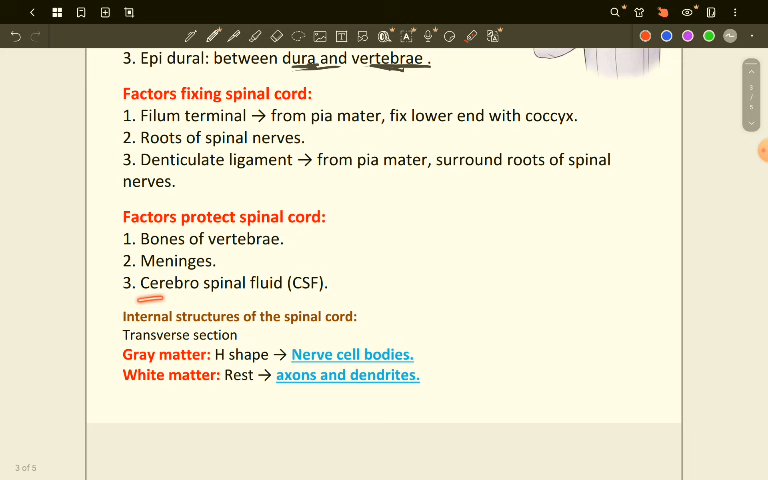 3. Epi dural: between dura and vertebrae .
Factors fixing spinal cord:
1. Filum terminal → from pia mater, fix lower end with coccyx.
2. Roots of spinal nerves.
3. Denticulate ligament → from pia mater, surround roots of spinal
nerves.
Factors protect spinal cord:
1. Bones of vertebrae.
2. Meninges.
3. Cerebro spinal fluid (CSF).
Internal structures of the spinal cord:
Transverse section
Gray matter: H shape → Nerve cell bodies.
White matter: Rest → axons and dendrites.
3
/
5
3 of 5